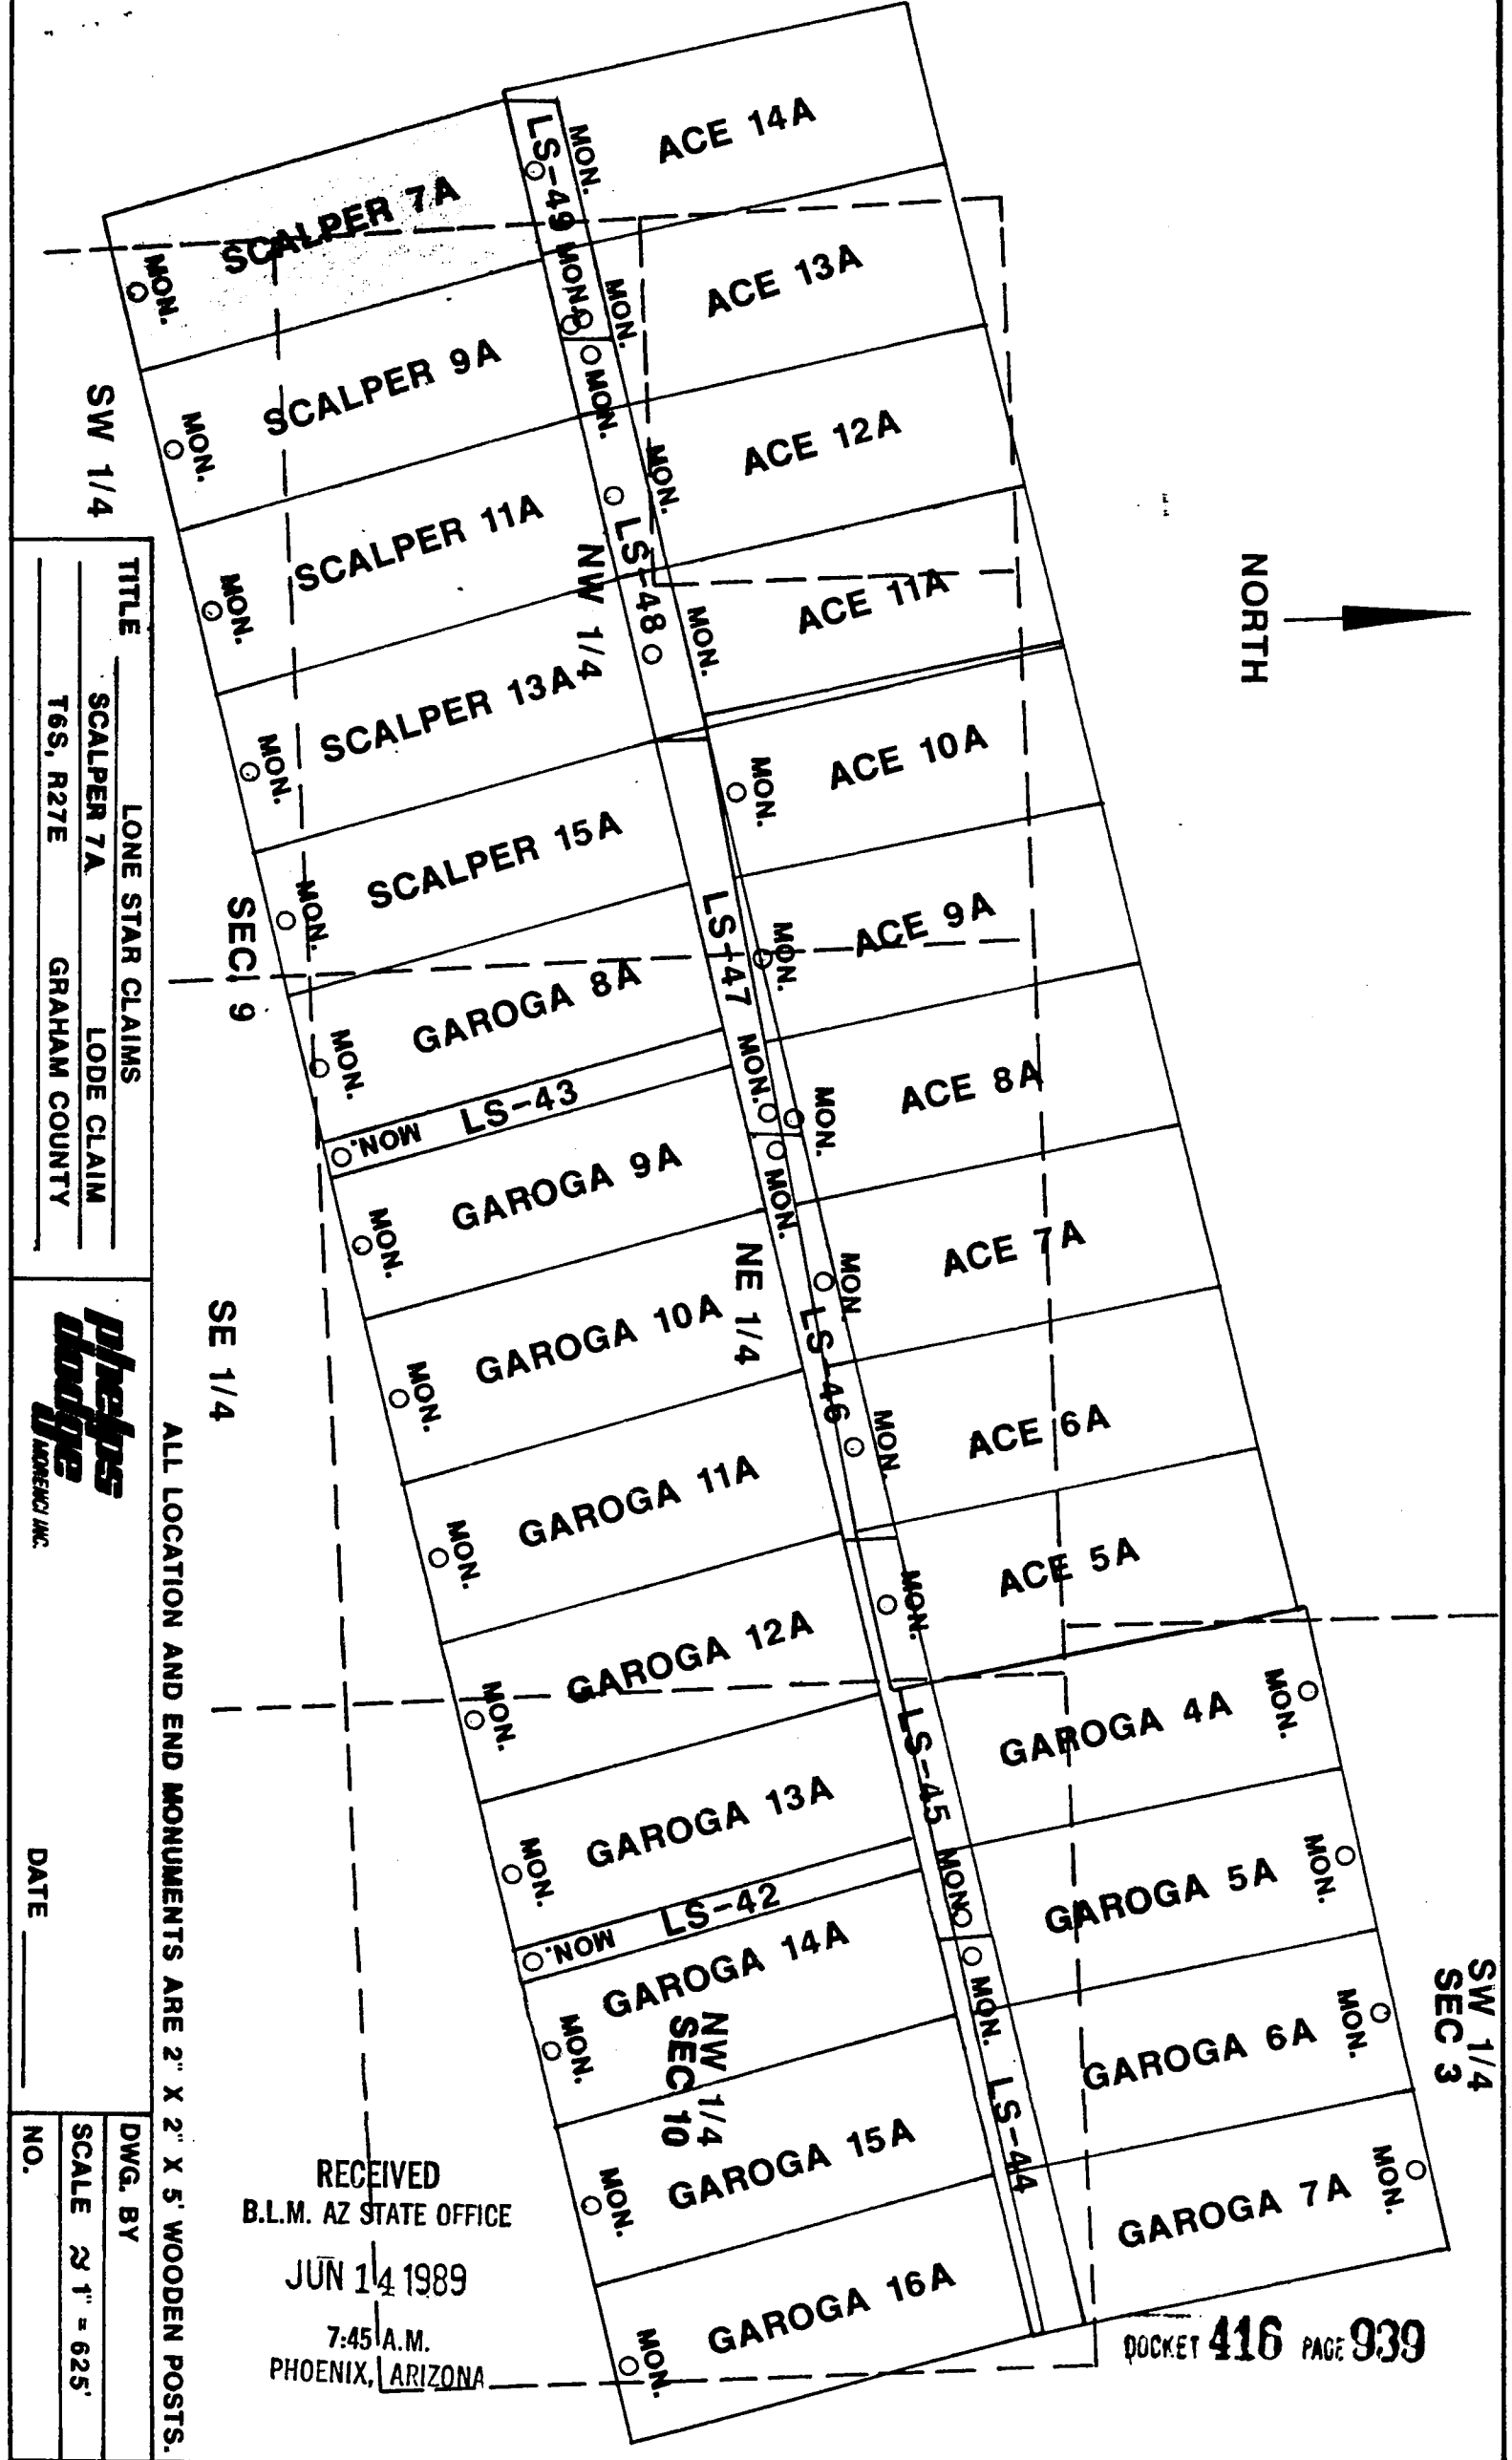 NORTH
SW 1/4
SEC 3
ACE 14A
ACE 13A
ACE 12A
ACE 11A
ACE 10A
ACE 9A
ACE 8A
ACE 7A
ACE 6A
ACE 5A
GAROGA 4A
GAROGA 5A
GAROGA 6A
GAROGA 7A
MON.
MON.
MON.
MON.
MON.
MON.
MON.
MON.
MON.
MON.
MON.
MON.
MON.
MON.
LS-49
MON.
MON.
LS-48
LS-47
MON.
MON.
LS-46
LS-45
MON.
MON.
LS-44
NW 1/4
NE 1/4
NW 1/4
SEC 10
SCALPER 7A
SCALPER 9A
SCALPER 11A
SCALPER 13A
SCALPER 15A
GAROGA 8A
LS-43
MON.
GAROGA 9A
GAROGA 10A
GAROGA 11A
GAROGA 12A
GAROGA 13A
LS-42
MON.
GAROGA 14A
GAROGA 15A
GAROGA 16A
MON.
MON.
MON.
MON.
MON.
MON.
MON.
MON.
MON.
MON.
MON.
MON.
MON.
MON.
SW 1/4
SEC 9
SE 1/4
ALL LOCATION AND END MONUMENTS ARE 2" X 2" X 5' WOODEN POSTS.
TITLE LONE STAR CLAIMS
SCALPER 7A LODE CLAIM
T6S, R27E GRAHAM COUNTY
phelps
dodge
MORENCI INC.
DATE
DWG. BY
SCALE ≈ 1" = 625'
NO.
RECEIVED
B.L.M. AZ STATE OFFICE
JUN 14 1989
7:45 A.M.
PHOENIX, ARIZONA
DOCKET 416 PAGE 939